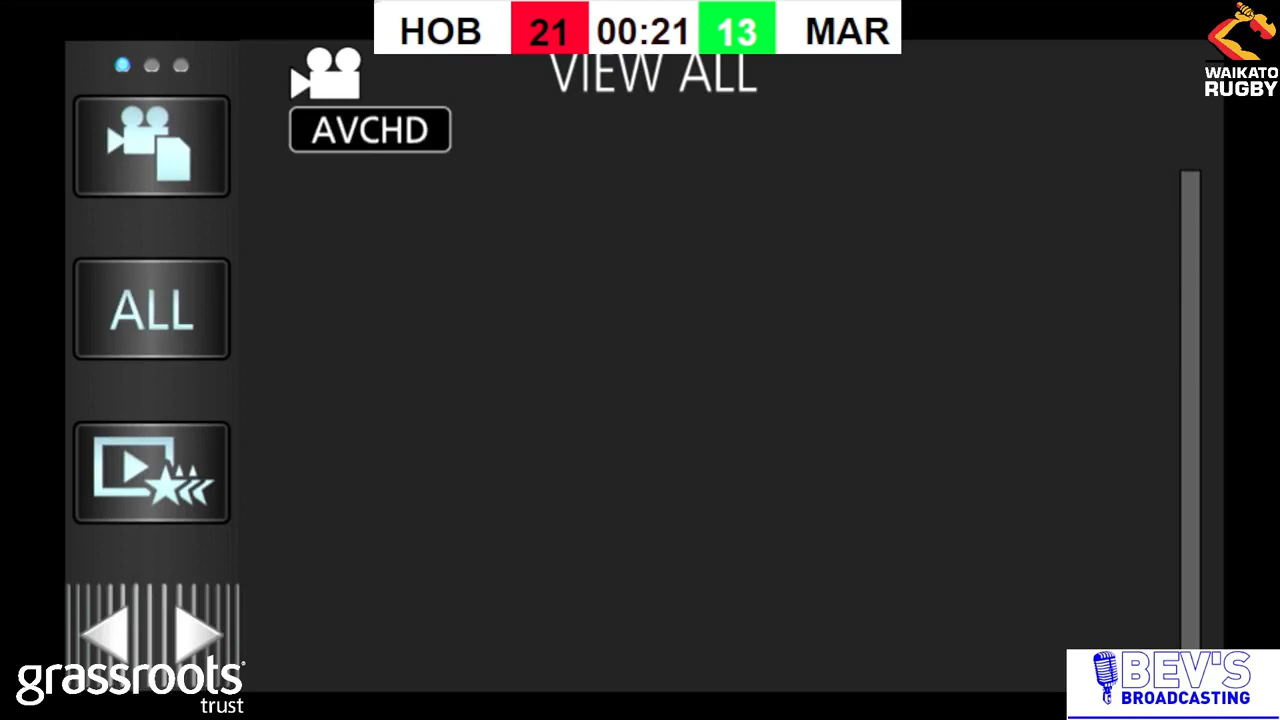 HOB 21 00:21 13 MAR
VIEW ALL
WAIKATO
RUGBY
AVCHD
ALL
grassroots
trust
BEV'S
BROADCASTING